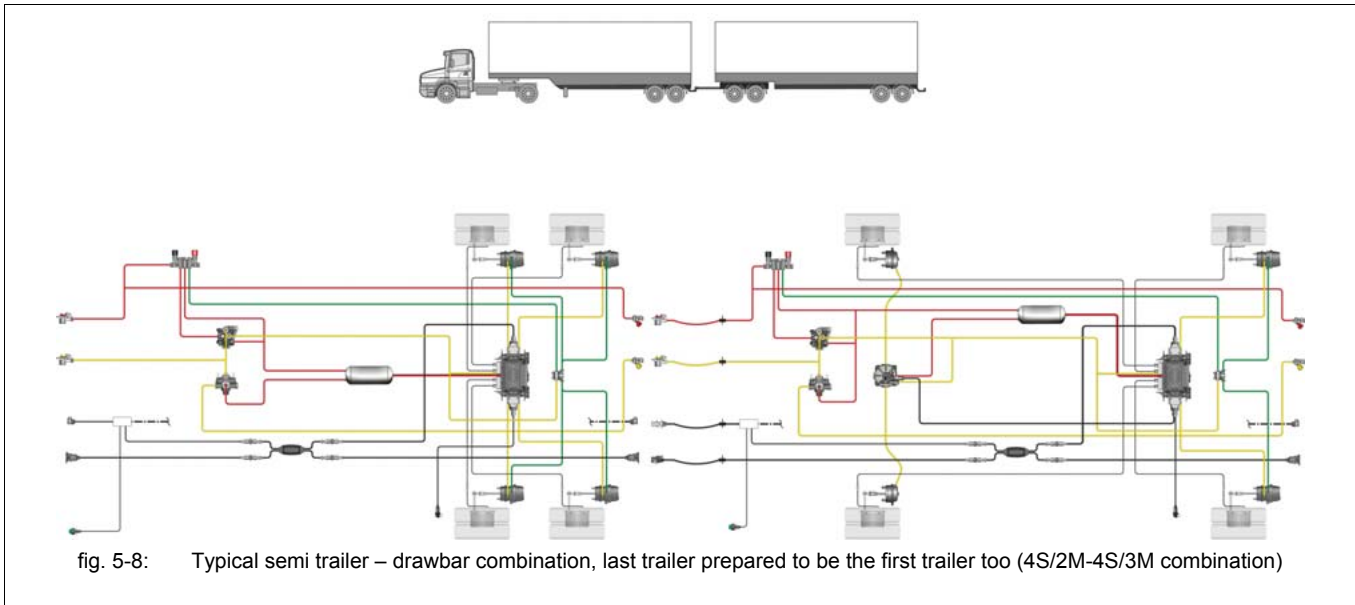 fig. 5-8: Typical semi trailer – drawbar combination, last trailer prepared to be the first trailer too (4S/2M-4S/3M combination)